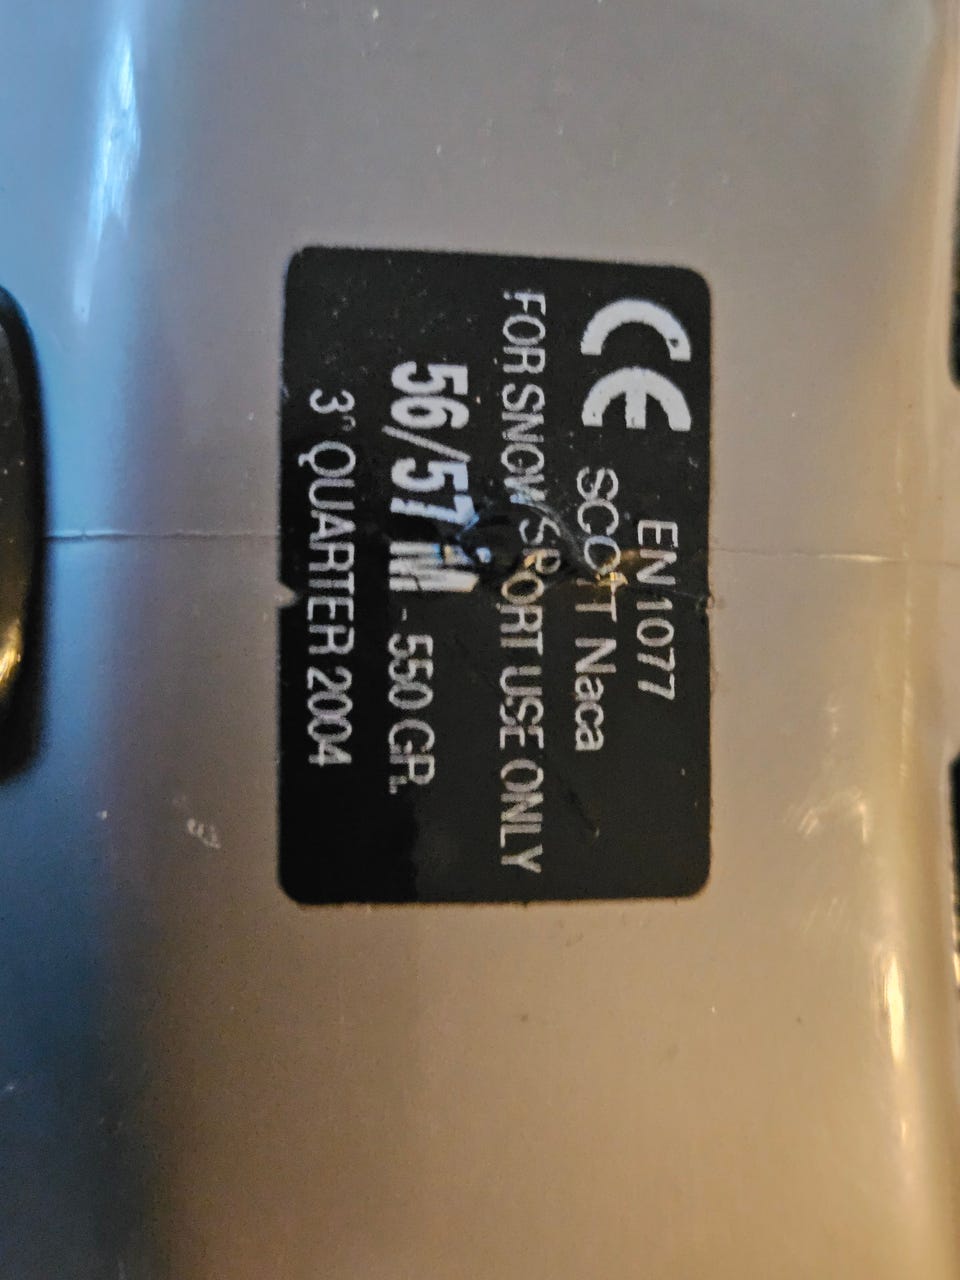 CE EN 1077
SCOTT Naca
FOR SNOW SPORT USE ONLY
56/57 M - 550 GR.
3° QUARTER 2004